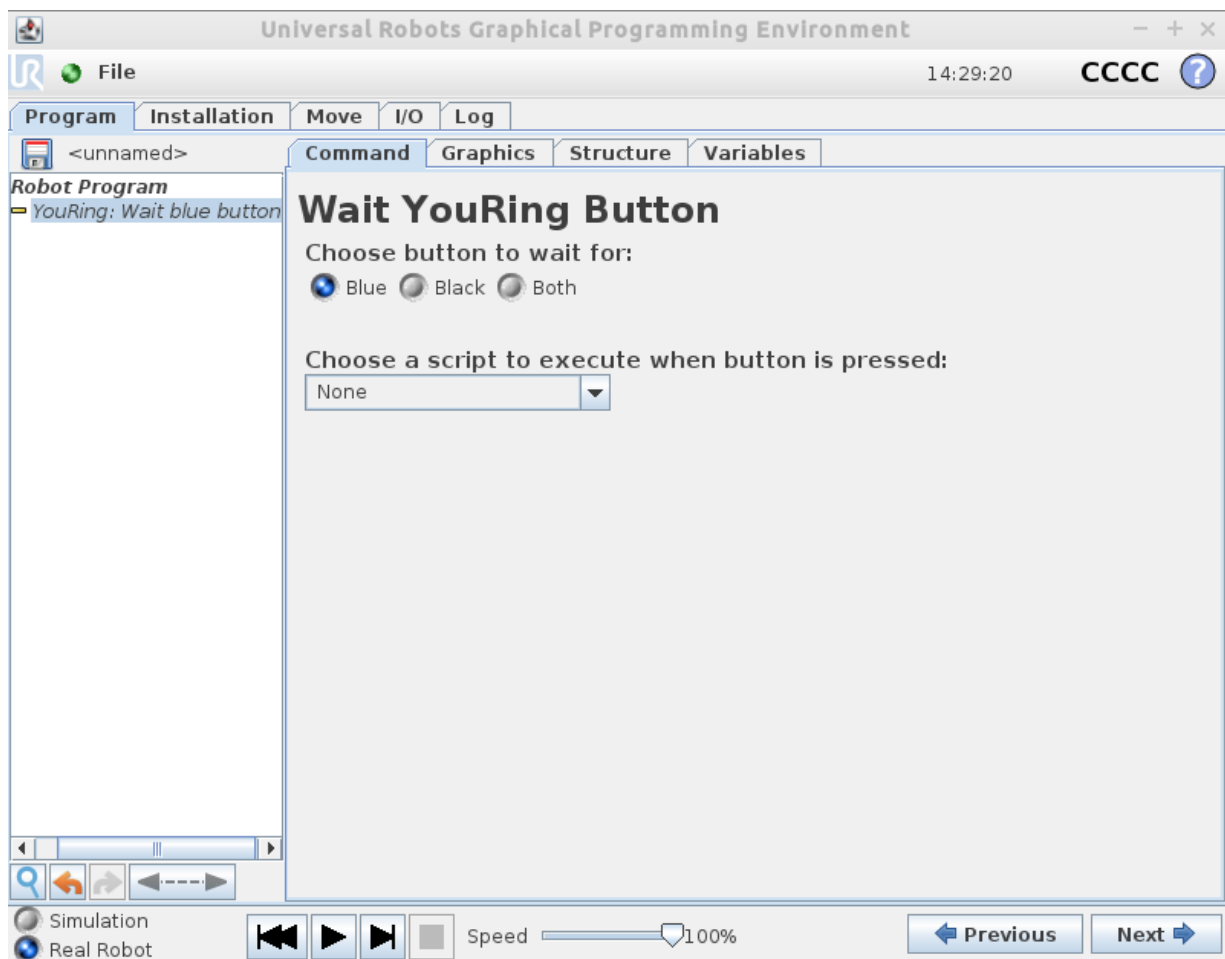 Universal Robots Graphical Programming Environment
File 14:29:20 CCCC ?
Program Installation Move I/O Log
<unnamed> Command Graphics Structure Variables
Robot Program
YouRing: Wait blue button
Wait YouRing Button
Choose button to wait for:
Blue Black Both
Choose a script to execute when button is pressed:
None
Simulation
Real Robot
Speed 100%
Previous Next